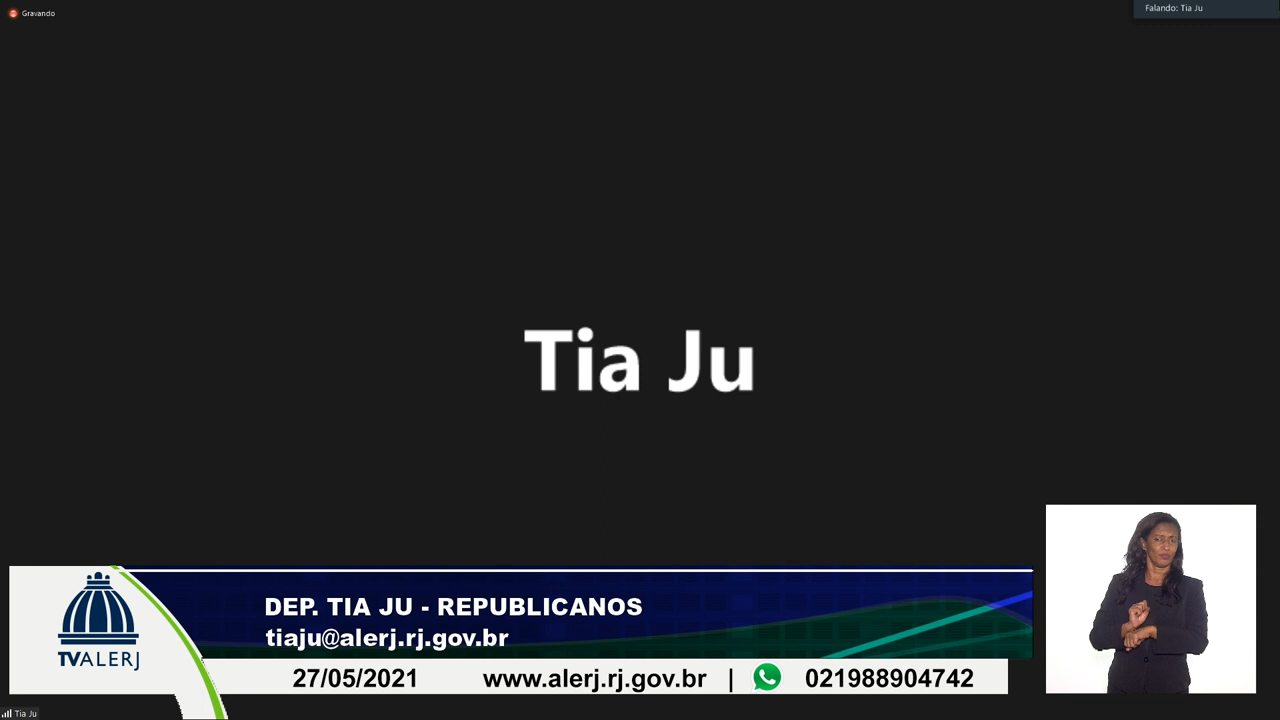 Gravando
Falando: Tia Ju
Tia Ju
DEP. TIA JU - REPUBLICANOS
tiaju@alerj.rj.gov.br
TVALERJ
27/05/2021 www.alerj.rj.gov.br | 021988904742
Tia Ju